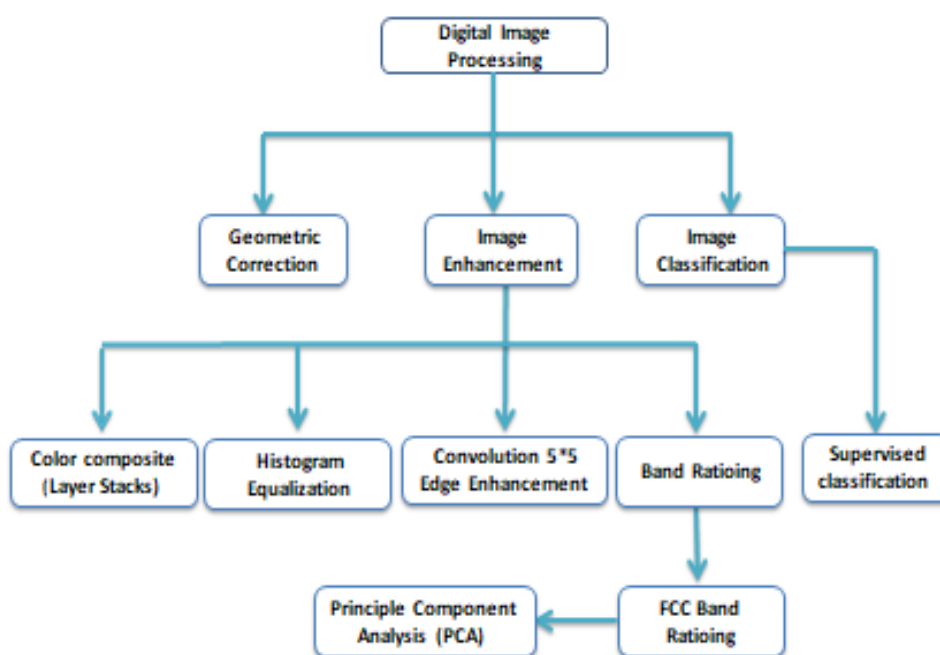 Digital Image
Processing
Geometric
Correction
Image
Enhancement
Image
Classification
Color composite
(Layer Stacks)
Histogram
Equalization
Convolution 5*5
Edge Enhancement
Band Ratioing
Supervised
classification
Principle Component
Analysis (PCA)
FCC Band
Ratioing